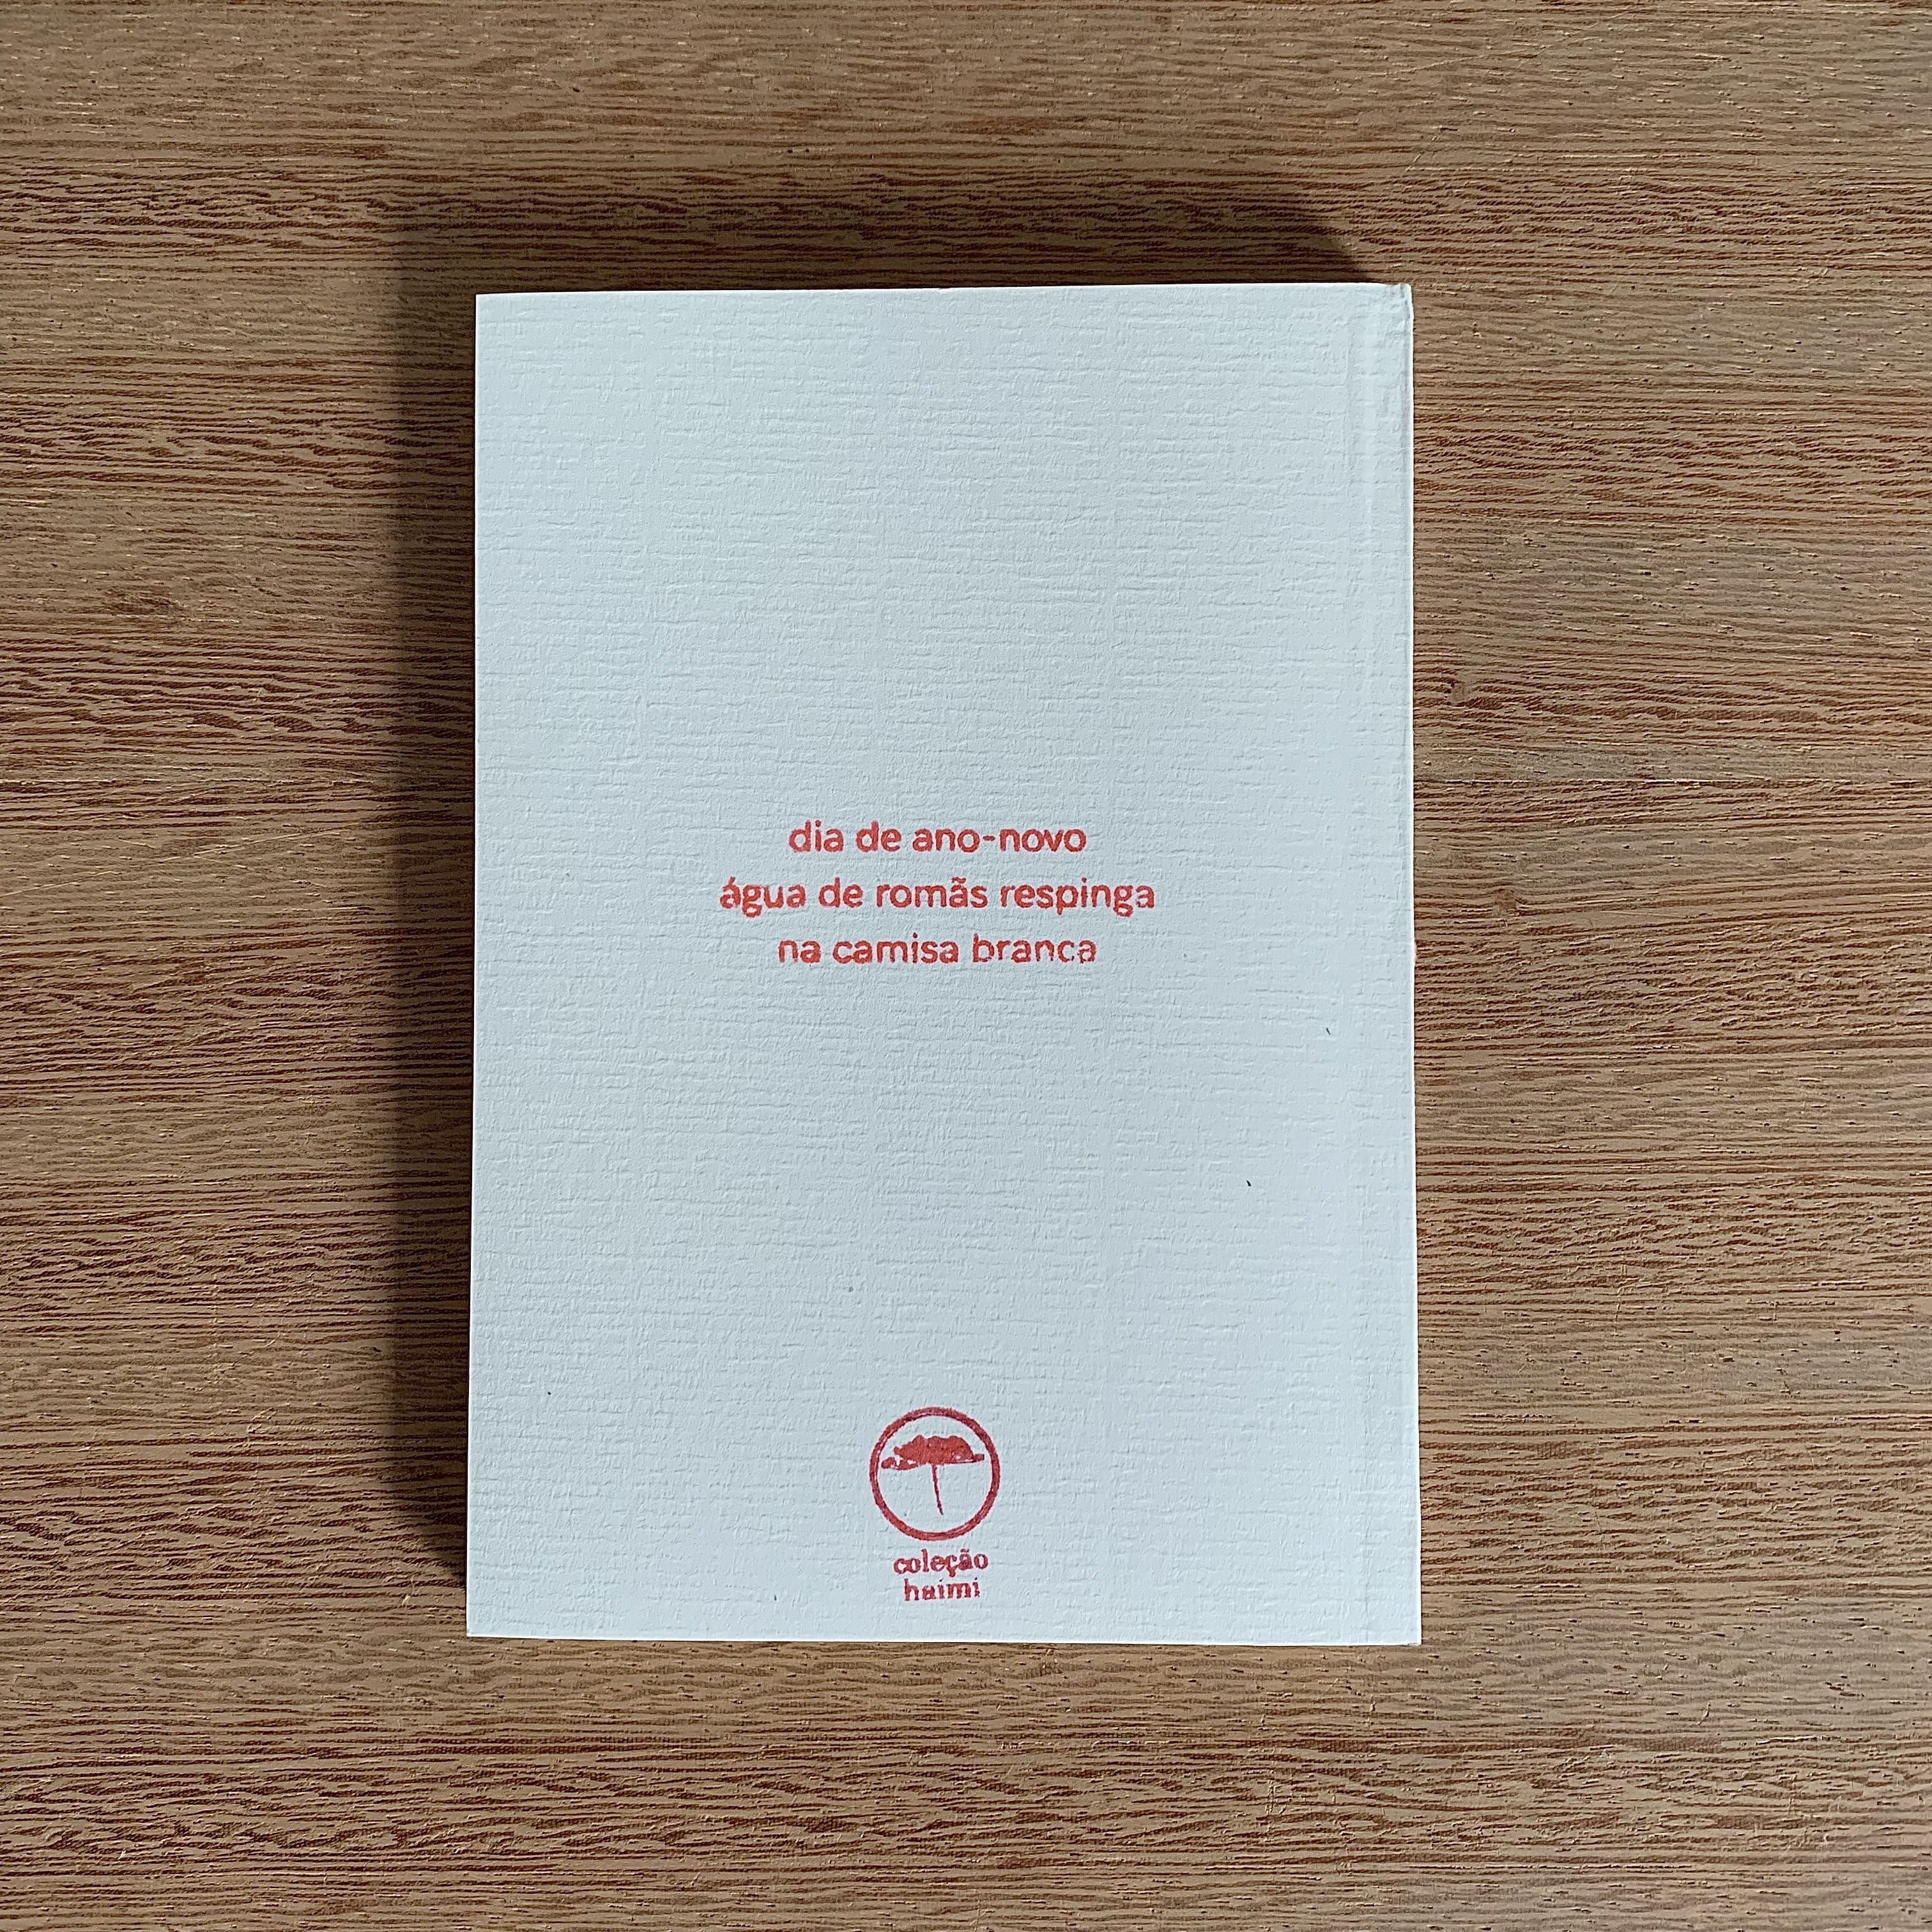 dia de ano-novo
água de romãs respinga
na camisa branca
coleção
haimi